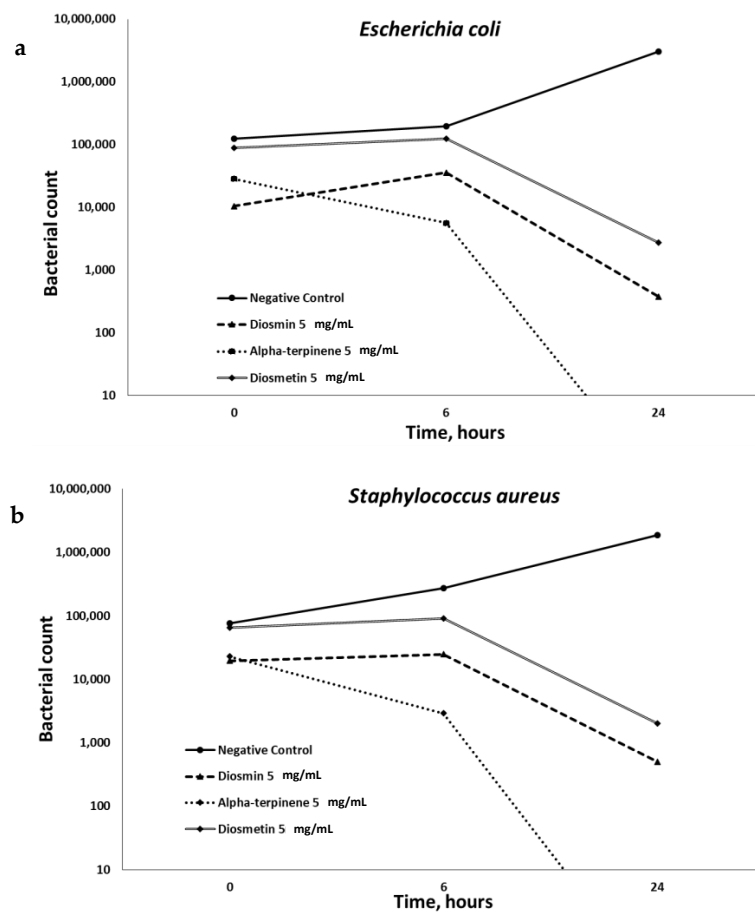 a
Escherichia coli
10,000,000
1,000,000
100,000
10,000
1,000
100
10
Bacterial count
Negative Control
Diosmin 5 mg/mL
Alpha-terpinene 5 mg/mL
Diosmetin 5 mg/mL
0 6 24
Time, hours
b
Staphylococcus aureus
10,000,000
1,000,000
100,000
10,000
1,000
100
10
Bacterial count
Negative Control
Diosmin 5 mg/mL
Alpha-terpinene 5 mg/mL
Diosmetin 5 mg/mL
0 6 24
Time, hours